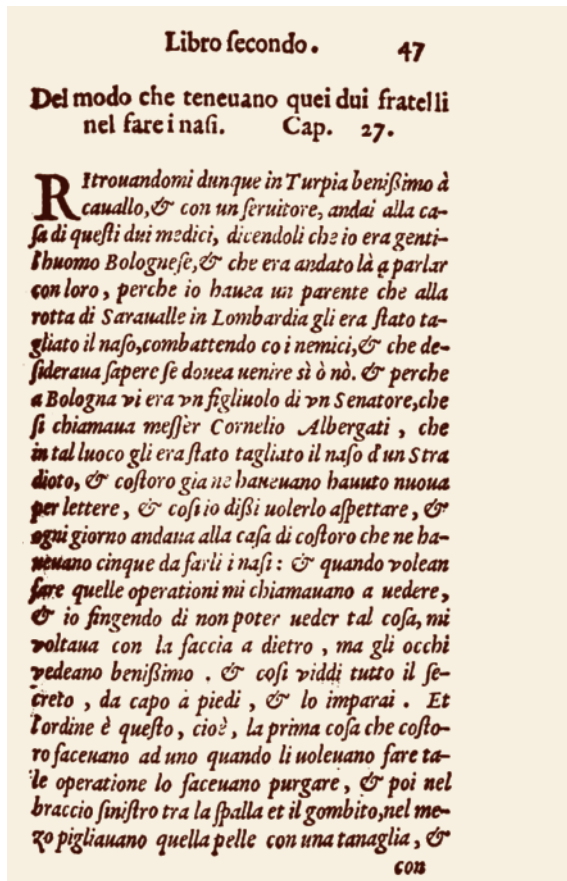 Libro ſecondo. 47
Del modo che teneuano quei dui fratelli
nel fare i naſi. Cap. 27.
RItrouandomi dunque in Turpia benißimo à
cauallo, & con un ſeruitore, andai alla ca-
ſa di queſti dui medici, dicendoli che io era genti-
lhuomo Bologneſe, & che era andato là a parlar
con loro, perche io hauea un parente che alla
rotta di Saraualle in Lombardia gli era ſtato ta-
gliato il naſo, combattendo co i nemici, & che de-
ſideraua ſapere ſe douea uenire sì ò nò. & perche
a Bologna vi era vn figliuolo di vn Senatore, che
ſi chiamaua meſſer Cornelio Albergati, che
in tal luoco gli era ſtato tagliato il naſo d'un Stra
dioto, & coſtoro gia ne haueuano hauuto nuoua
per lettere, & coſi io dißi uolerlo aſpettare, &
ogni giorno andaua alla caſa di coſtoro che ne ha-
ueuano cinque da farli i naſi: & quando volean
fare quelle operationi mi chiamauano a uedere,
& io fingendo di non poter ueder tal coſa, mi
voltaua con la faccia a dietro, ma gli occhi
vedeano benißimo. & coſi viddi tutto il ſe-
creto, da capo à piedi, & lo imparai. Et
l'ordine è queſto, cioè, la prima coſa che coſto-
ro faceuano ad uno quando li uoleuano fare ta-
le operatione lo faceuano purgare, & poi nel
braccio ſiniſtro tra la ſpalla et il gombito, nel me-
zo pigliauano quella pelle con una tanaglia, &
con